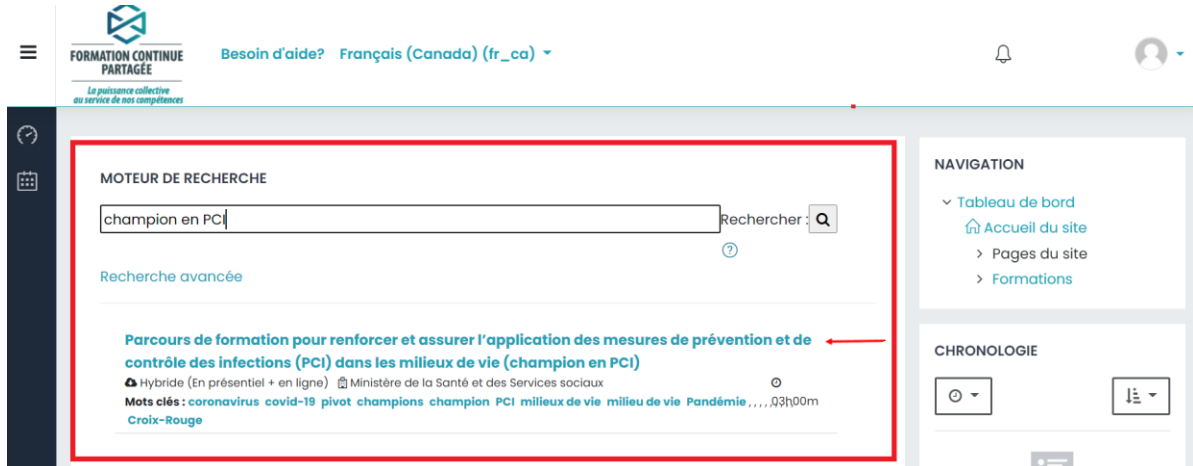 FORMATION CONTINUE
PARTAGÉE
La puissance collective
au service de nos compétences
Besoin d'aide? Français (Canada) (fr_ca)
MOTEUR DE RECHERCHE
champion en PCI
Rechercher :
?
Recherche avancée
Parcours de formation pour renforcer et assurer l'application des mesures de prévention et de
contrôle des infections (PCI) dans les milieux de vie (champion en PCI)
Hybride (En présentiel + en ligne) Ministère de la Santé et des Services sociaux
Mots clés : coronavirus covid-19 pivot champions champion PCI milieux de vie milieu de vie Pandémie , , , , , 03h00m
Croix-Rouge
NAVIGATION
Tableau de bord
Accueil du site
Pages du site
Formations
CHRONOLOGIE